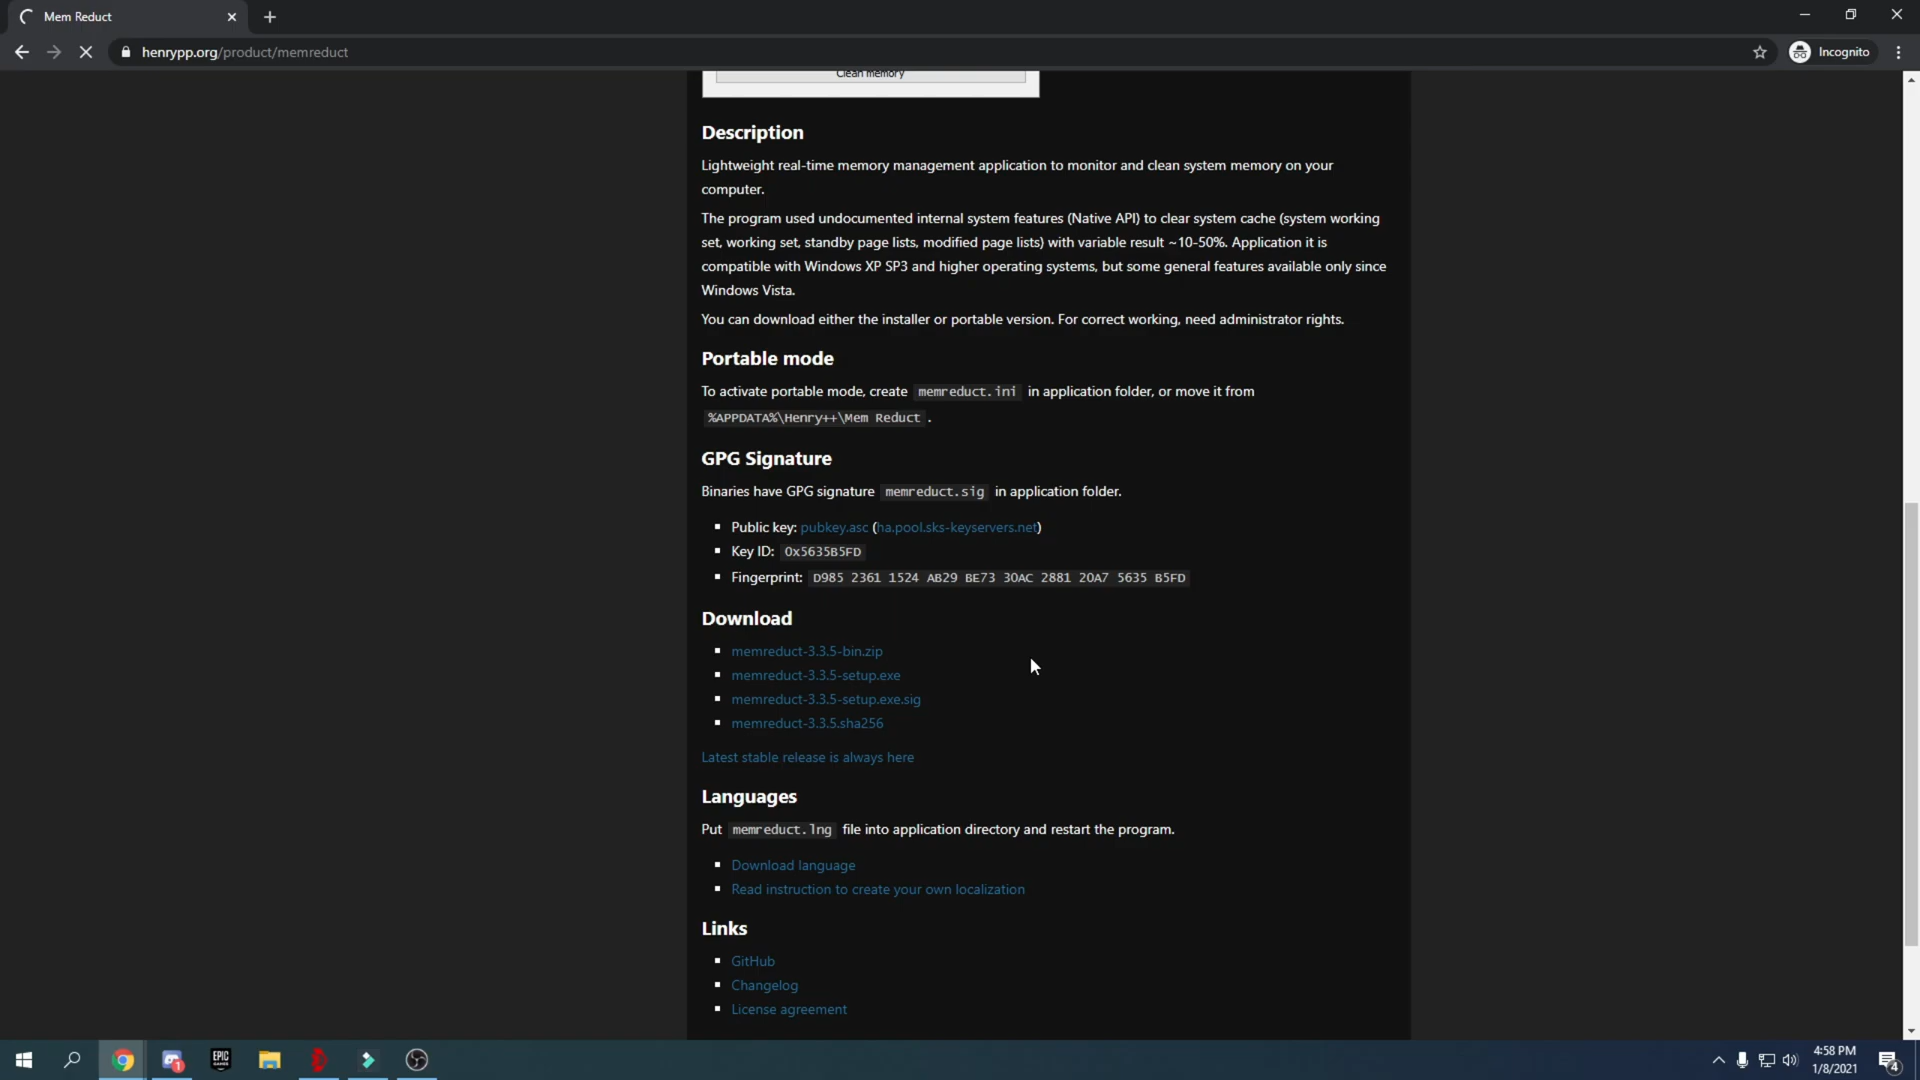 Mem Reduct
henrypp.org/product/memreduct
Incognito
Clean memory
Description
Lightweight real-time memory management application to monitor and clean system memory on your
computer.
The program used undocumented internal system features (Native API) to clear system cache (system working
set, working set, standby page lists, modified page lists) with variable result ~10-50%. Application it is
compatible with Windows XP SP3 and higher operating systems, but some general features available only since
Windows Vista.
You can download either the installer or portable version. For correct working, need administrator rights.
Portable mode
To activate portable mode, create memreduct.ini in application folder, or move it from
%APPDATA%\Henry++\Mem Reduct .
GPG Signature
Binaries have GPG signature memreduct.sig in application folder.
Public key: pubkey.asc (ha.pool.sks-keyservers.net)
Key ID: 0x5635B5FD
Fingerprint: D985 2361 1524 AB29 BE73 30AC 2881 20A7 5635 B5FD
Download
memreduct-3.3.5-bin.zip
memreduct-3.3.5-setup.exe
memreduct-3.3.5-setup.exe.sig
memreduct-3.3.5.sha256
Latest stable release is always here
Languages
Put memreduct.lng file into application directory and restart the program.
Download language
Read instruction to create your own localization
Links
GitHub
Changelog
License agreement
1
EPIC
GAMES
4:58 PM
1/8/2021
4